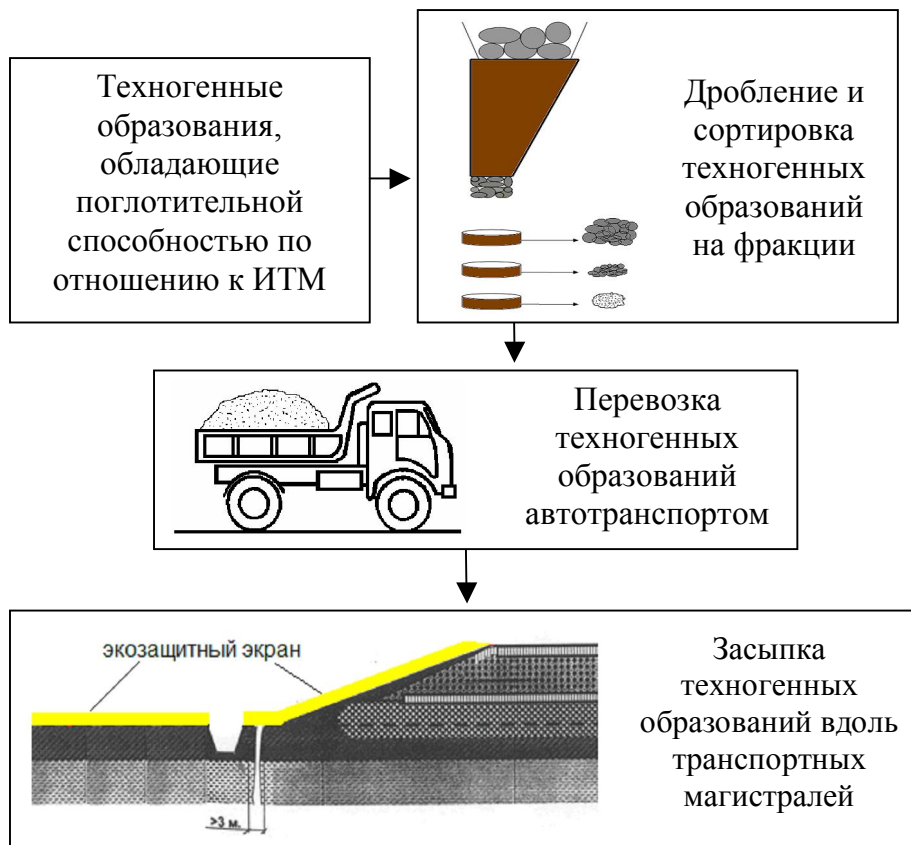 Техногенные
образования,
обладающие
поглотительной
способностью по
отношению к ИТМ
Дробление и
сортировка
техногенных
образований
на фракции
Перевозка
техногенных
образований
автотранспортом
экозащитный экран
>3 м.
Засыпка
техногенных
образований вдоль
транспортных
магистралей